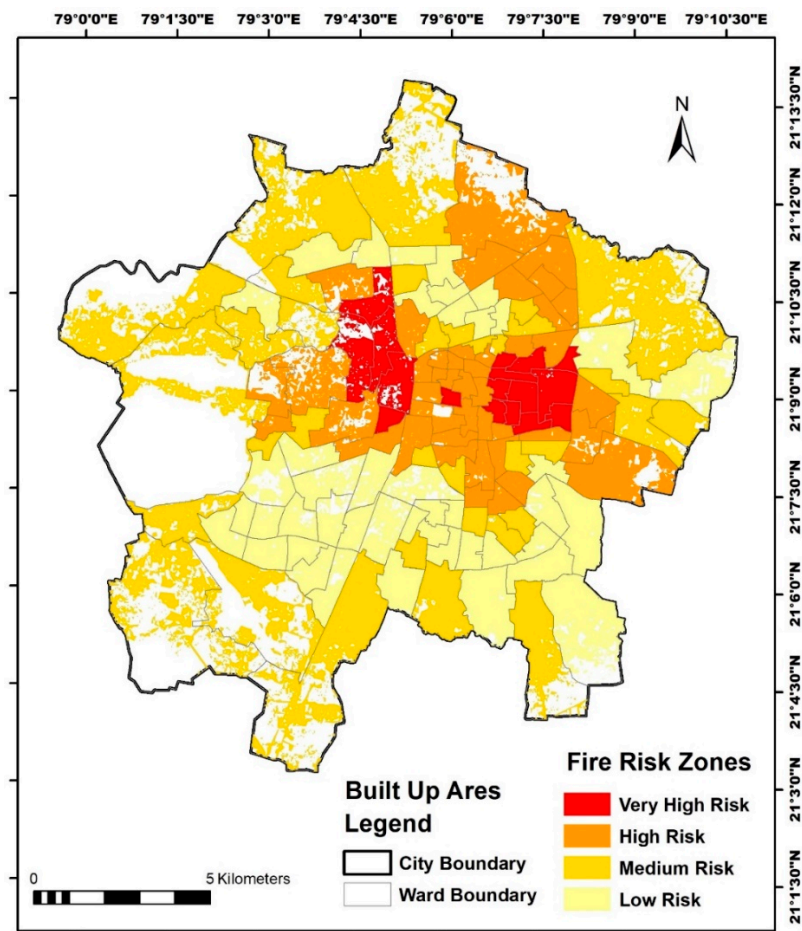 79°0'0"E 79°1'30"E 79°3'0"E 79°4'30"E 79°6'0"E 79°7'30"E 79°9'0"E 79°10'30"E
N
21°13'30"N
21°12'0"N
21°10'30"N
21°9'0"N
21°7'30"N
21°6'0"N
21°4'30"N
21°3'0"N
21°1'30"N
Built Up Ares
Legend
City Boundary
Ward Boundary
Fire Risk Zones
Very High Risk
High Risk
Medium Risk
Low Risk
0 5 Kilometers